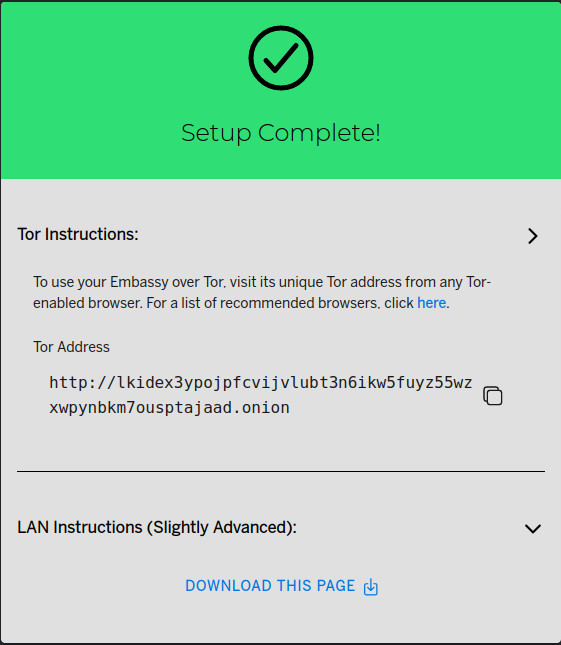 Setup Complete!
Tor Instructions:
To use your Embassy over Tor, visit its unique Tor address from any Tor-
enabled browser. For a list of recommended browsers, click here.
Tor Address
http://lkidex3ypojpfcvijvlubt3n6ikw5fuyz55wz
xwpynbkm7ousptajaad.onion
LAN Instructions (Slightly Advanced):
DOWNLOAD THIS PAGE